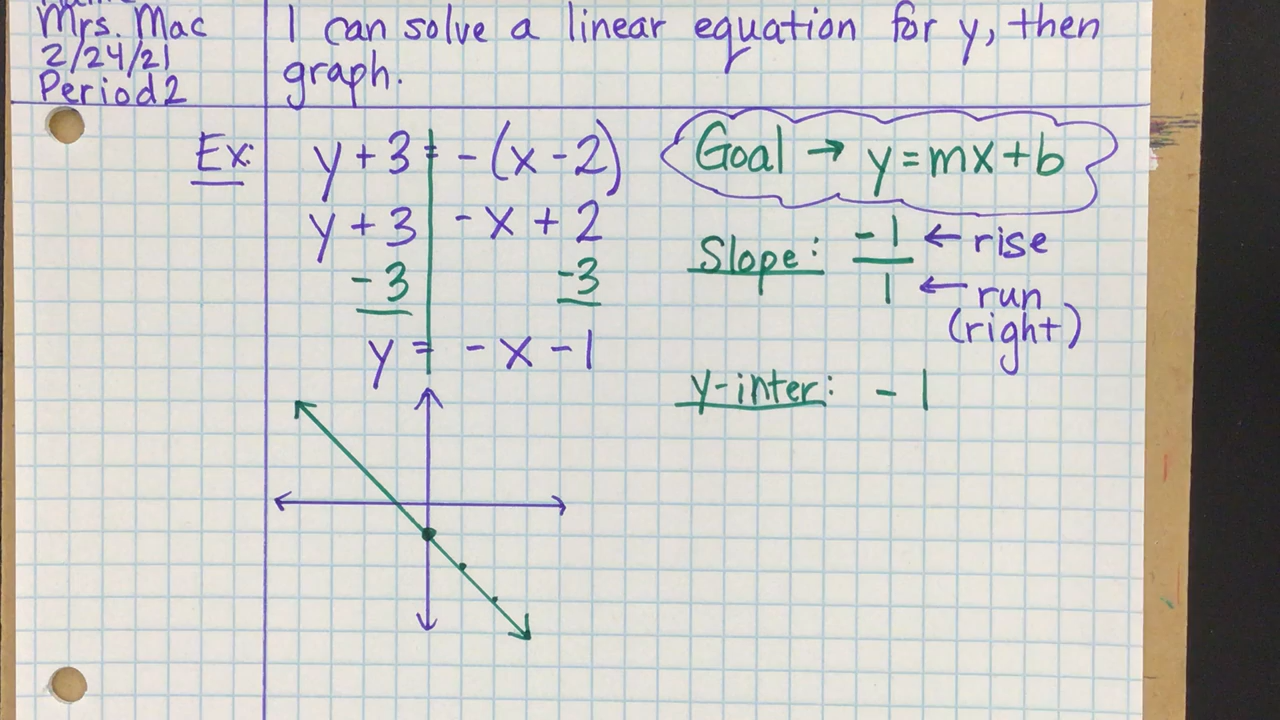 Mrs. Mac
2/24/21
Period 2
I can solve a linear equation for y, then
graph.
Ex:
y + 3 = -(x - 2)
y + 3 -x + 2
-3 -3
y = -x - 1
Goal → y = mx + b
Slope: -1/1
← rise
← run
(right)
y-inter: -1